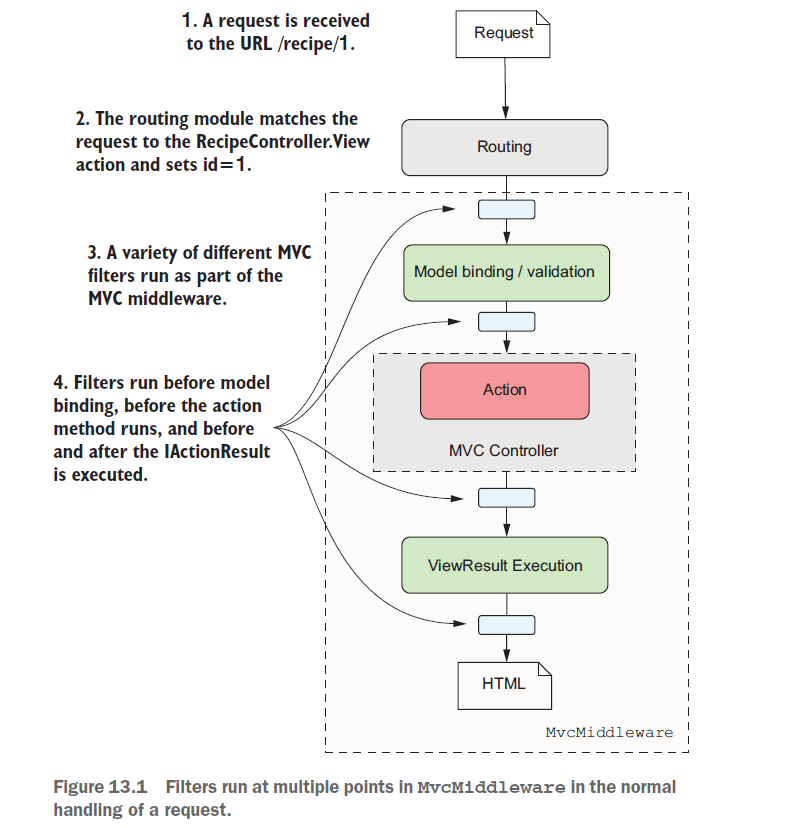 1. A request is received
to the URL /recipe/1.
Request
2. The routing module matches the
request to the RecipeController.View
action and sets id=1.
Routing
3. A variety of different MVC
filters run as part of the
MVC middleware.
Model binding / validation
4. Filters run before model
binding, before the action
method runs, and before
and after the IActionResult
is executed.
Action
MVC Controller
ViewResult Execution
HTML
MvcMiddleware
Figure 13.1 Filters run at multiple points in MvcMiddleware in the normal
handling of a request.